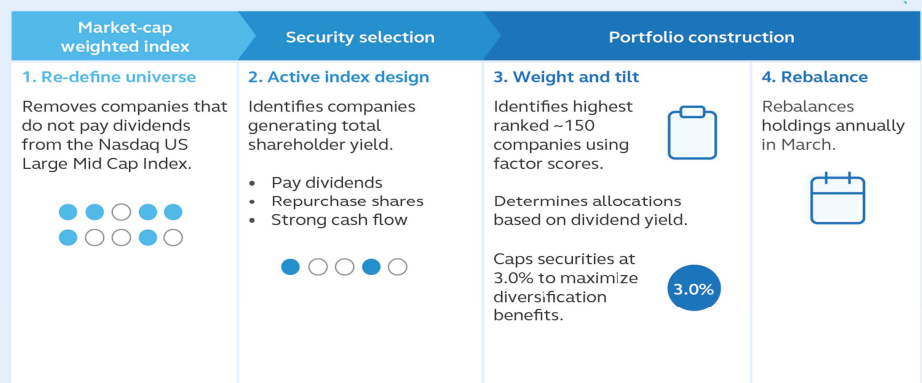 Market-cap
weighted index
Security selection
Portfolio construction
1. Re-define universe
Removes companies that
do not pay dividends
from the Nasdaq US
Large Mid Cap Index.
2. Active index design
Identifies companies
generating total
shareholder yield.
• Pay dividends
• Repurchase shares
• Strong cash flow
3. Weight and tilt
Identifies highest
ranked ~150
companies using
factor scores.
Determines allocations
based on dividend yield.
Caps securities at
3.0% to maximize
diversification
benefits.
3.0%
4. Rebalance
Rebalances
holdings annually
in March.